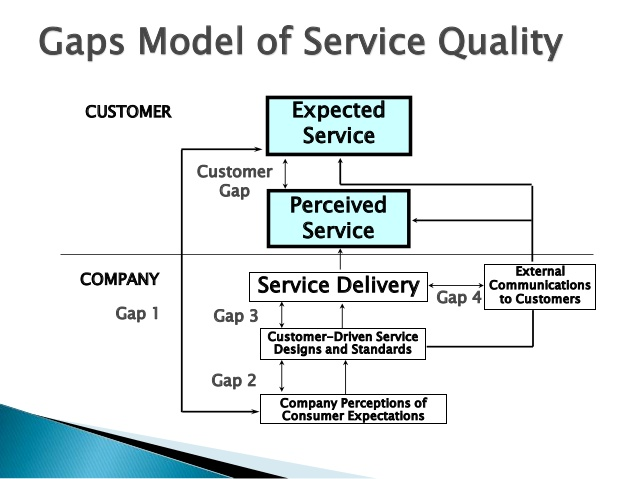 Gaps Model of Service Quality
CUSTOMER
Expected
Service
Customer
Gap
Perceived
Service
COMPANY
Service Delivery
External
Communications
to Customers
Gap 4
Gap 1
Gap 3
Customer-Driven Service
Designs and Standards
Gap 2
Company Perceptions of
Consumer Expectations